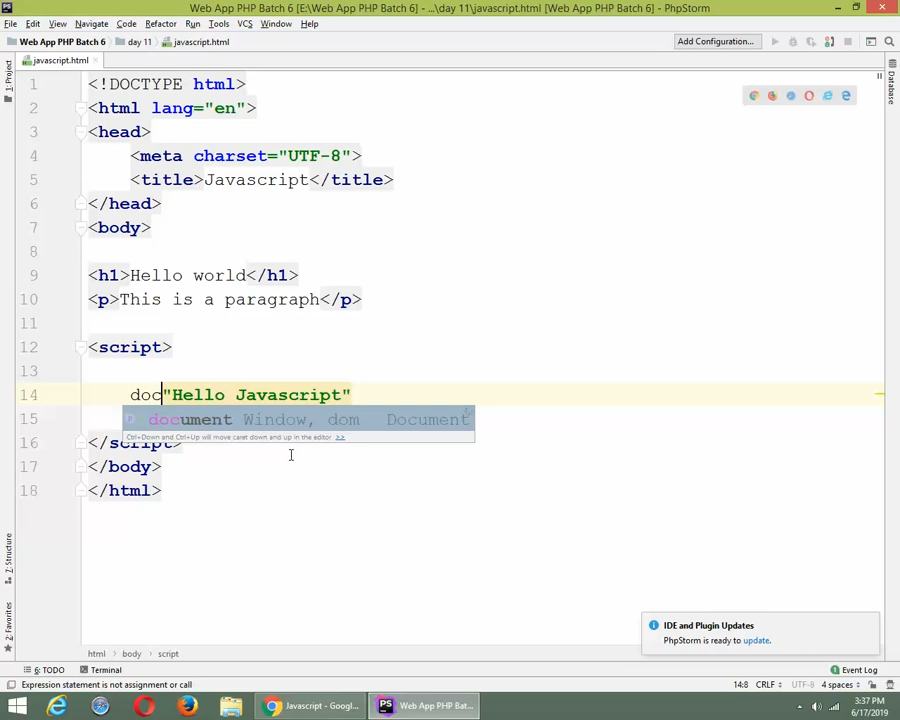 Web App PHP Batch 6 [E:\Web App PHP Batch 6] - ...\day 11\javascript.html [Web App PHP Batch 6] - PhpStorm
File Edit View Navigate Code Refactor Run Tools VCS Window Help
Web App PHP Batch 6 day 11 javascript.html Add Configuration...
javascript.html
1: Project
Database
1 <!DOCTYPE html>
2 <html lang="en">
3 <head>
4 <meta charset="UTF-8">
5 <title>Javascript</title>
6 </head>
7 <body>
8
9 <h1>Hello world</h1>
10 <p>This is a paragraph</p>
11
12 <script>
13
14 doc"Hello Javascript"
15 document Window, dom Document
Ctrl+Down and Ctrl+Up will move caret down and up in the editor >>
16 </script>
17 </body>
18 </html>
7: Structure
2: Favorites
IDE and Plugin Updates
PhpStorm is ready to update.
html body script
6: TODO Terminal Event Log
Expression statement is not assignment or call 14:8 CRLF UTF-8 4 spaces
Javascript - Googl... Web App PHP Bat... 3:37 PM
6/17/2019